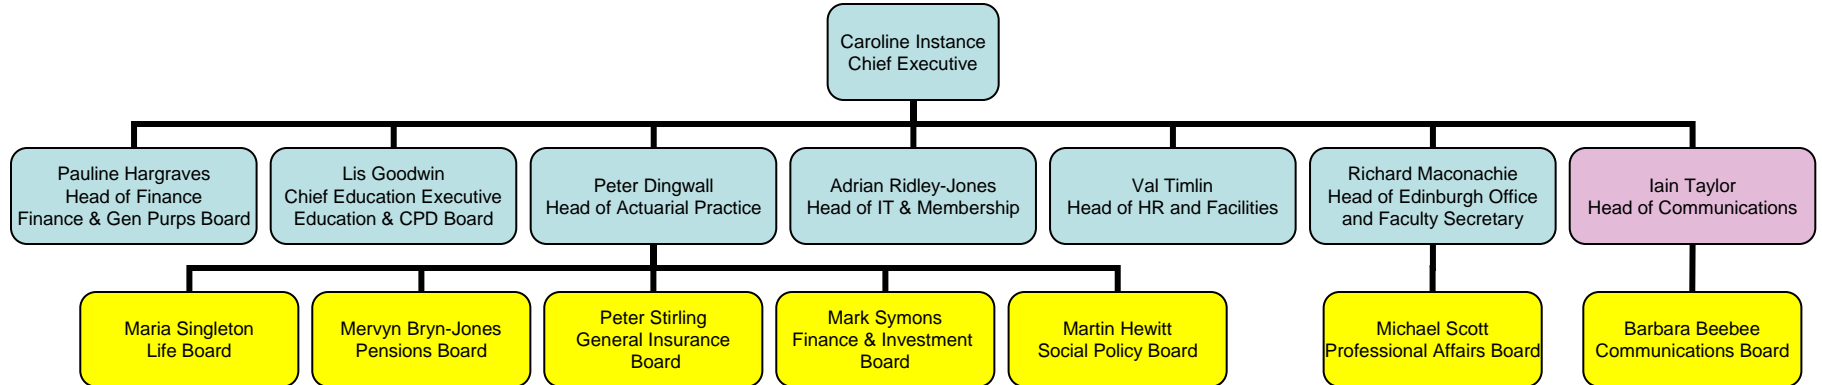 Caroline Instance
Chief Executive
Pauline Hargraves
Head of Finance
Finance & Gen Purps Board
Lis Goodwin
Chief Education Executive
Education & CPD Board
Peter Dingwall
Head of Actuarial Practice
Adrian Ridley-Jones
Head of IT & Membership
Val Timlin
Head of HR and Facilities
Richard Maconachie
Head of Edinburgh Office
and Faculty Secretary
Iain Taylor
Head of Communications
Maria Singleton
Life Board
Mervyn Bryn-Jones
Pensions Board
Peter Stirling
General Insurance
Board
Mark Symons
Finance & Investment
Board
Martin Hewitt
Social Policy Board
Michael Scott
Professional Affairs Board
Barbara Beebee
Communications Board